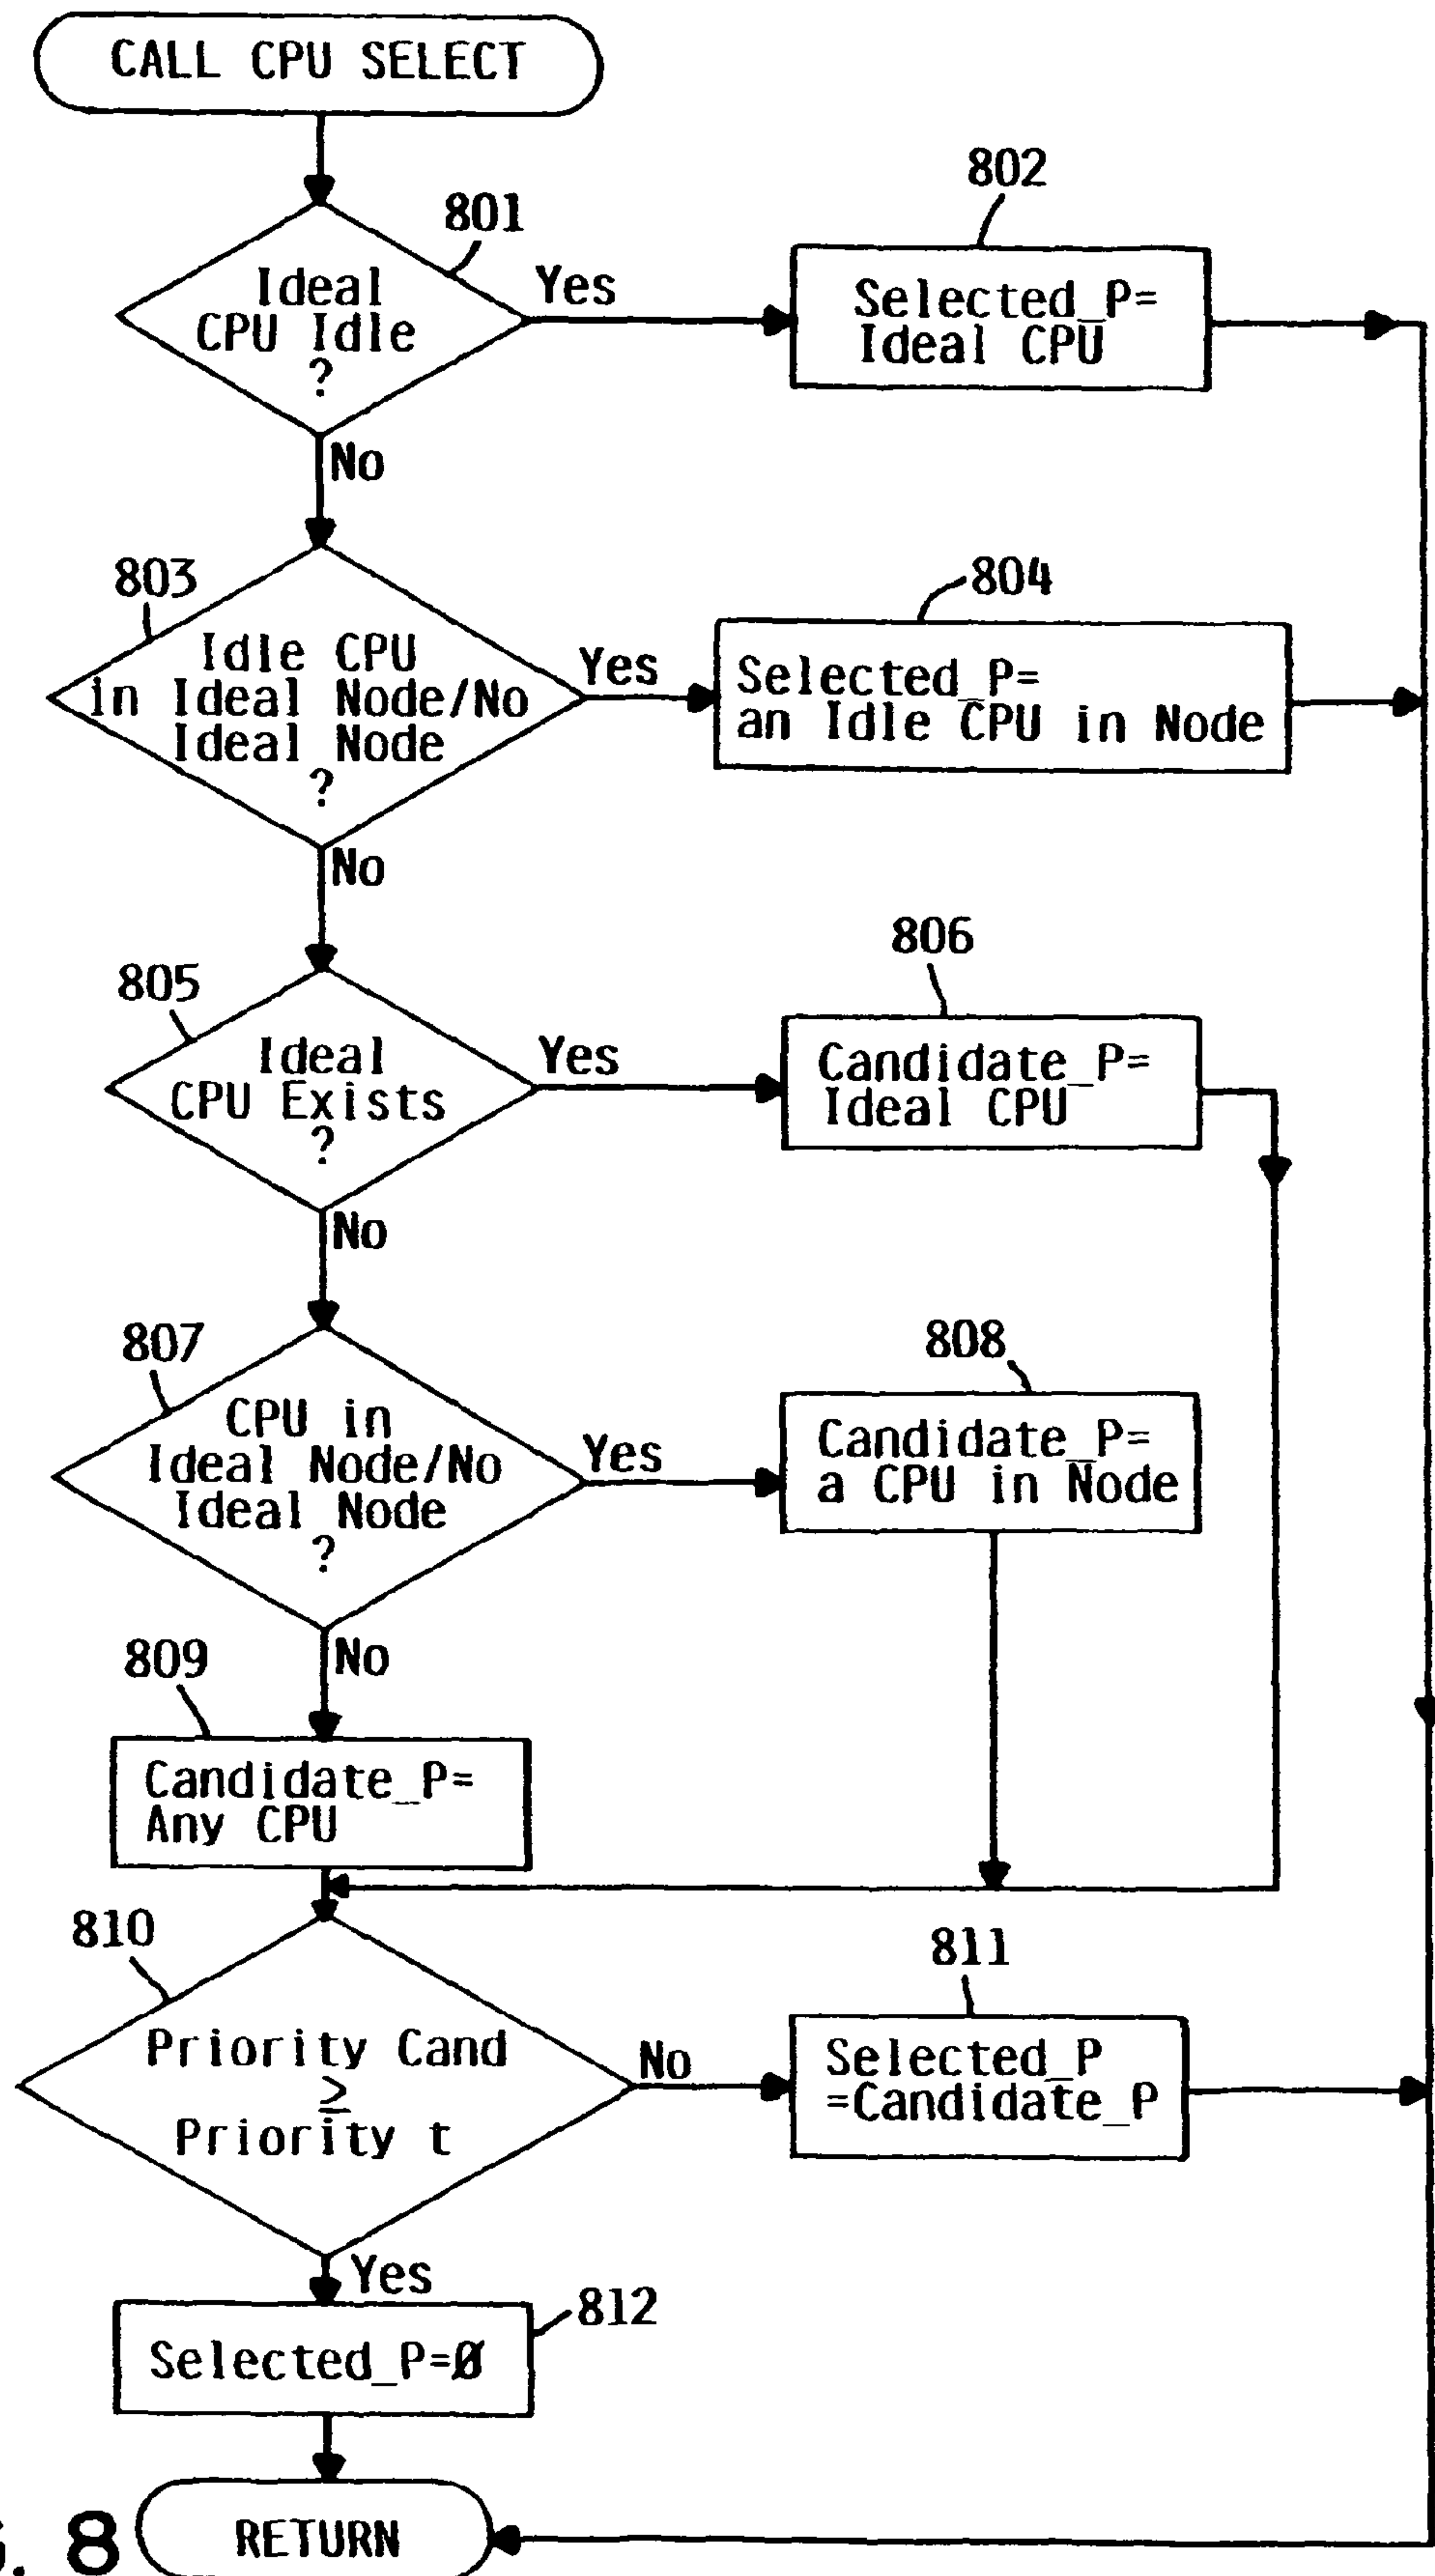 CALL CPU SELECT
801
Ideal
CPU Idle
?
Yes
802
Selected_P=
Ideal CPU
No
803
Idle CPU
in Ideal Node/No
Ideal Node
?
Yes
804
Selected_P=
an Idle CPU in Node
No
805
Ideal
CPU Exists
?
Yes
806
Candidate_P=
Ideal CPU
No
807
CPU in
Ideal Node/No
Ideal Node
?
Yes
808
Candidate_P=
a CPU in Node
No
809
Candidate_P=
Any CPU
810
Priority Cand
≥
Priority t
No
811
Selected_P
=Candidate_P
Yes
812
Selected_P=Ø
RETURN
. 8